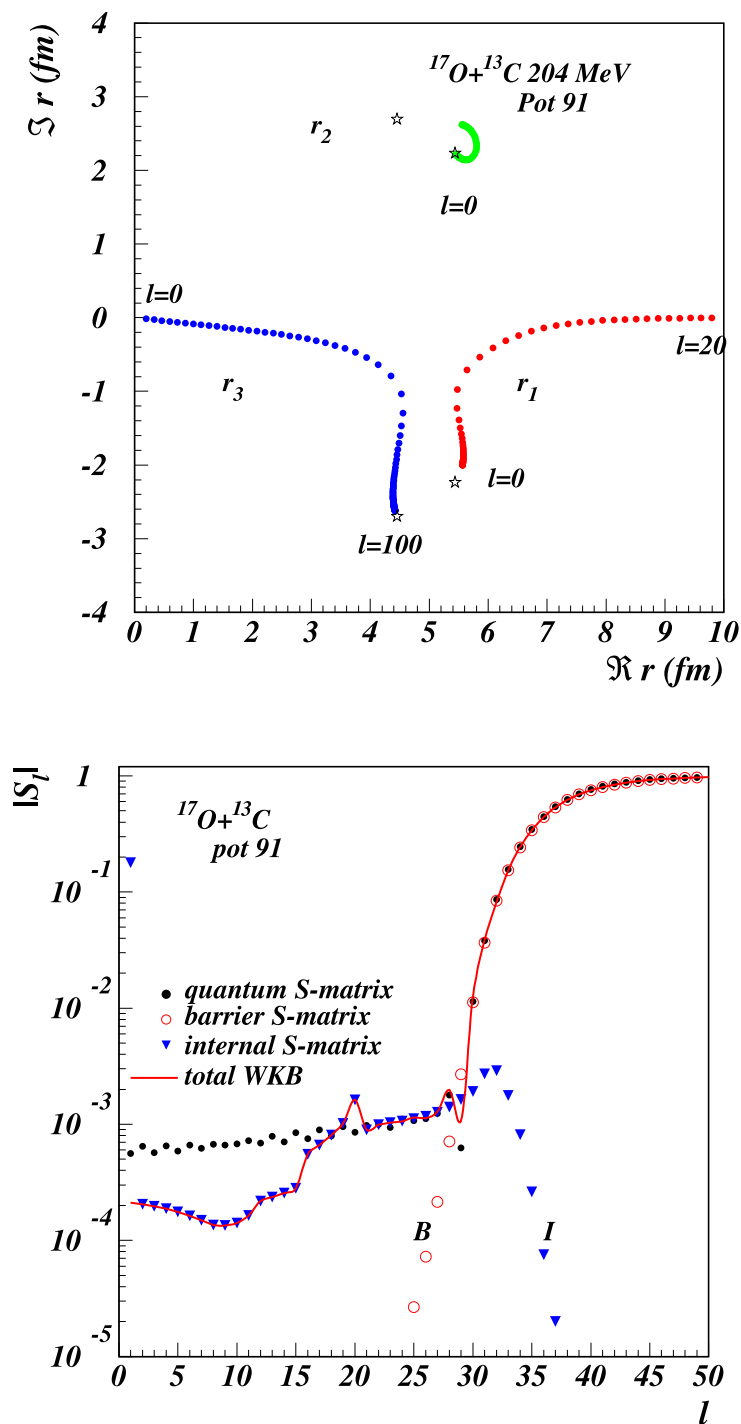 ℑ r (fm)
4
3
2
1
0
-1
-2
-3
-4
¹⁷O+¹³C 204 MeV
Pot 91
r₂
l=0
l=0
l=20
r₃
r₁
l=0
l=100
0 1 2 3 4 5 6 7 8 9 10
ℜ r (fm)
|Sₗ|
1
10⁻¹
10⁻²
10⁻³
10⁻⁴
10⁻⁵
¹⁷O+¹³C
pot 91
quantum S-matrix
barrier S-matrix
internal S-matrix
total WKB
B
I
0 5 10 15 20 25 30 35 40 45 50
l